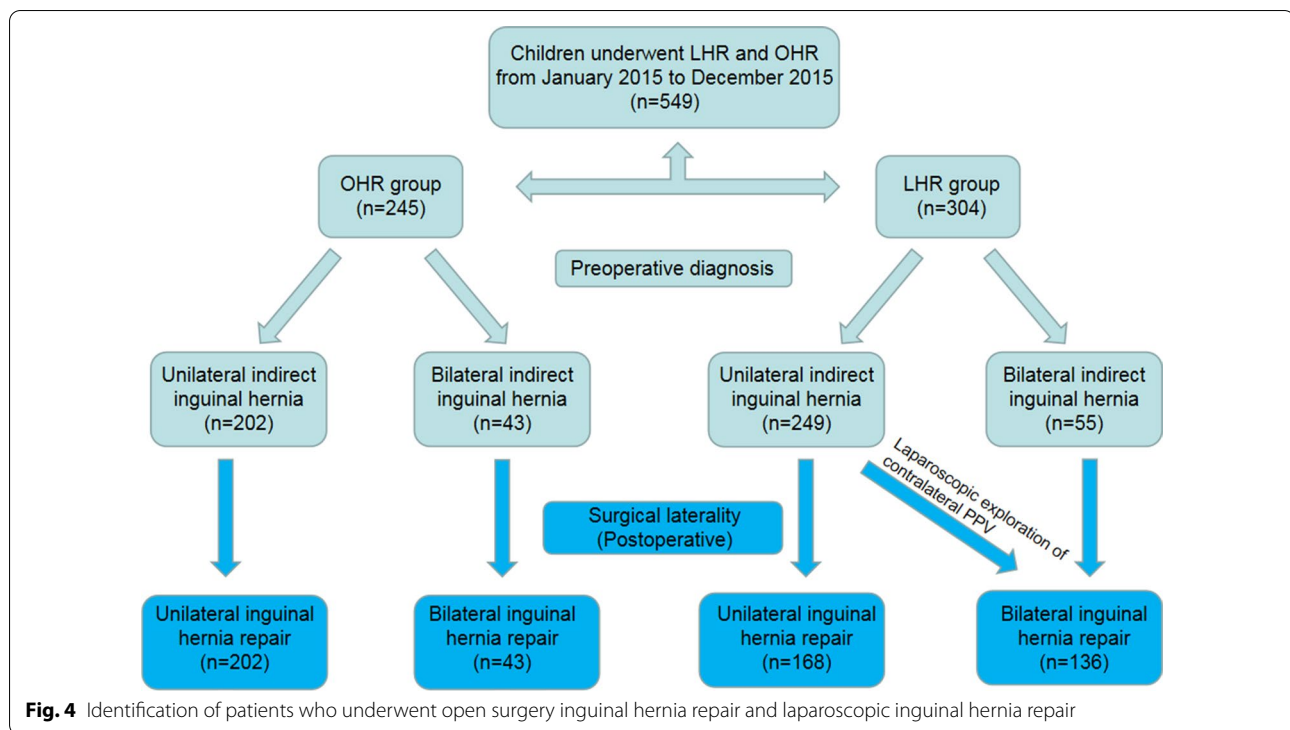 Children underwent LHR and OHR
from January 2015 to December 2015
(n=549)
OHR group
(n=245)
LHR group
(n=304)
Preoperative diagnosis
Unilateral indirect
inguinal hernia
(n=202)
Bilateral indirect
inguinal hernia
(n=43)
Unilateral indirect
inguinal hernia
(n=249)
Bilateral indirect
inguinal hernia
(n=55)
Laparoscopic exploration of
contralateral PPV
Surgical laterality
(Postoperative)
Unilateral inguinal
hernia repair
(n=202)
Bilateral inguinal
hernia repair
(n=43)
Unilateral inguinal
hernia repair
(n=168)
Bilateral inguinal
hernia repair
(n=136)
Fig. 4 Identification of patients who underwent open surgery inguinal hernia repair and laparoscopic inguinal hernia repair